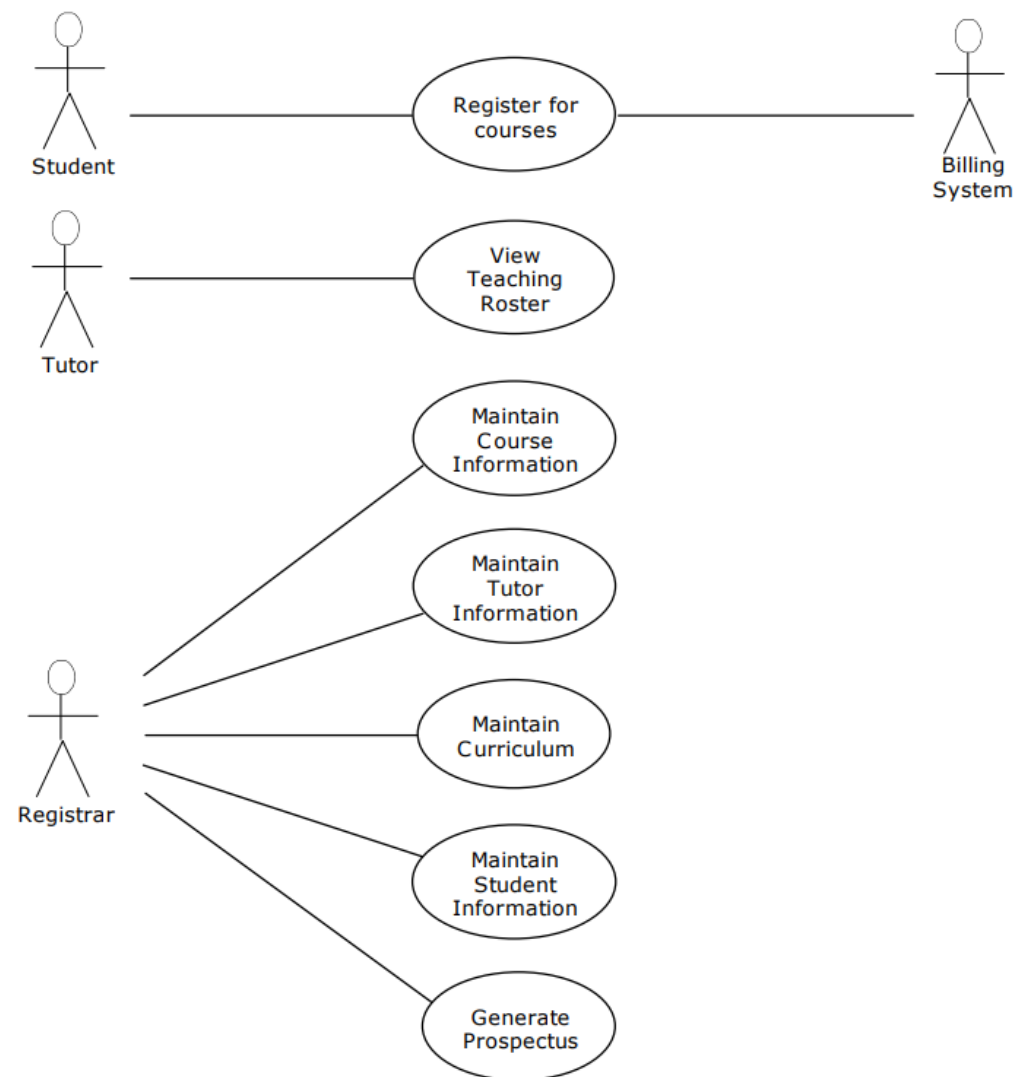 Register for
courses
Student
Billing
System
View
Teaching
Roster
Tutor
Maintain
Course
Information
Maintain
Tutor
Information
Maintain
Curriculum
Registrar
Maintain
Student
Information
Generate
Prospectus